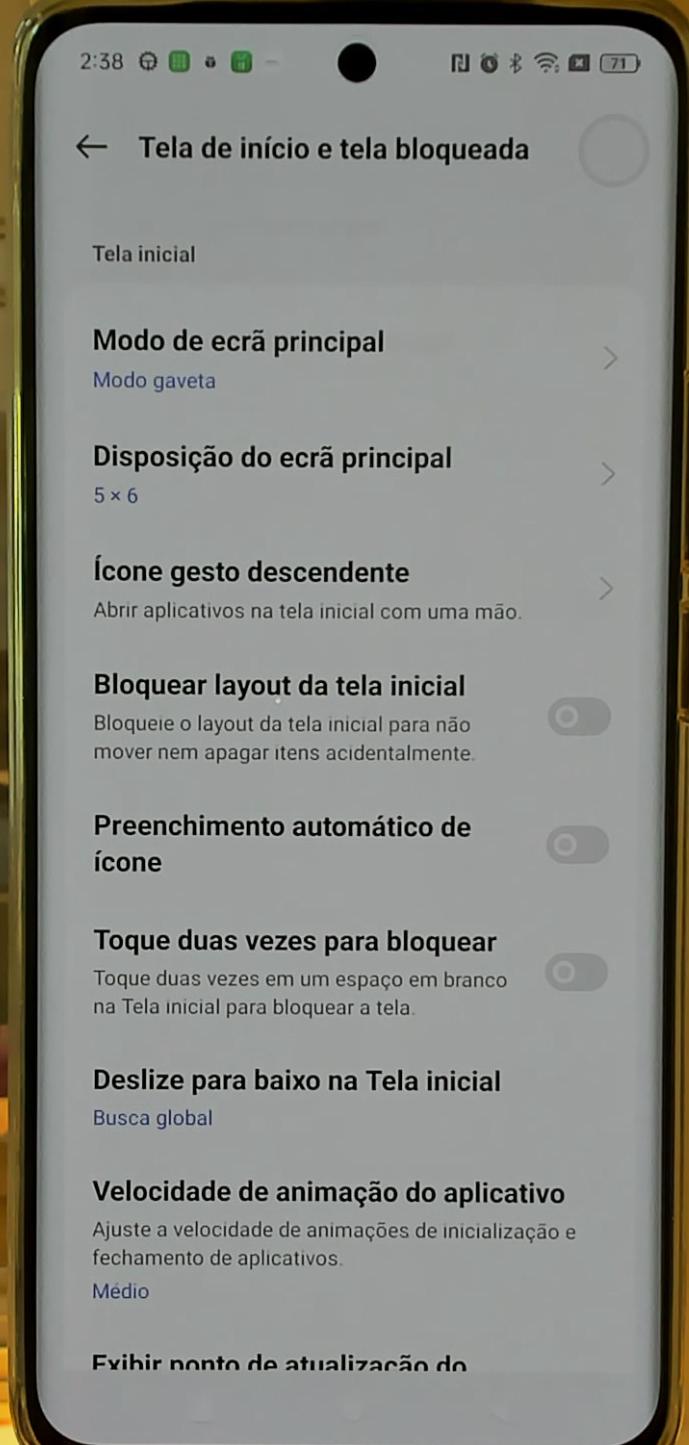 2:38
71
Tela de início e tela bloqueada
Tela inicial
Modo de ecrã principal
Modo gaveta
Disposição do ecrã principal
5 × 6
Ícone gesto descendente
Abrir aplicativos na tela inicial com uma mão.
Bloquear layout da tela inicial
Bloqueie o layout da tela inicial para não
mover nem apagar itens acidentalmente.
Preenchimento automático de
ícone
Toque duas vezes para bloquear
Toque duas vezes em um espaço em branco
na Tela inicial para bloquear a tela.
Deslize para baixo na Tela inicial
Busca global
Velocidade de animação do aplicativo
Ajuste a velocidade de animações de inicialização e
fechamento de aplicativos.
Médio
Exibir ponto de atualização do